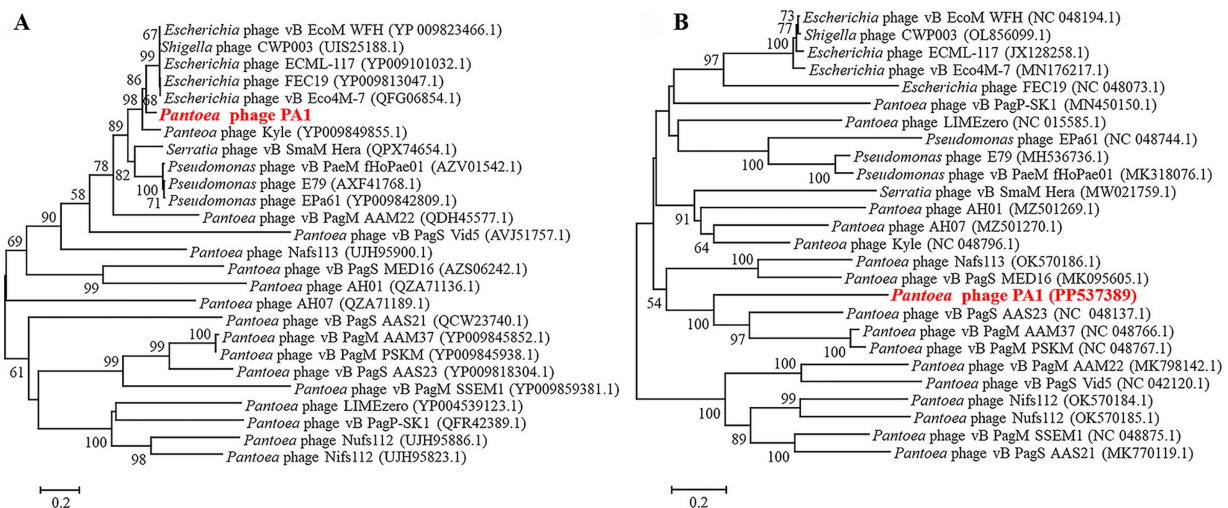 A
67
Escherichia phage vB EcoM WFH (YP 009823466.1)
Shigella phage CWP003 (UIS25188.1)
99
Escherichia phage ECML-117 (YP009101032.1)
86
Escherichia phage FEC19 (YP009813047.1)
98
68
Escherichia phage vB Eco4M-7 (QFG06854.1)
Pantoea phage PA1
89
Panteoa phage Kyle (YP009849855.1)
Serratia phage vB SmaM Hera (QPX74654.1)
78
82
Pseudomonas phage vB PaeM fHoPae01 (AZV01542.1)
100
Pseudomonas phage E79 (AXF41768.1)
58
71
Pseudomonas phage EPa61 (YP009842809.1)
90
Pantoea phage vB PagM AAM22 (QDH45577.1)
Pantoea phage vB PagS Vid5 (AVJ51757.1)
69
Pantoea phage Nafs113 (UJH95900.1)
Pantoea phage vB PagS MED16 (AZS06242.1)
99
Pantoea phage AH01 (QZA71136.1)
Pantoea phage AH07 (QZA71189.1)
Pantoea phage vB PagS AAS21 (QCW23740.1)
100
Pantoea phage vB PagM AAM37 (YP009845852.1)
99
Pantoea phage vB PagM PSKM (YP009845938.1)
61
99
Pantoea phage vB PagS AAS23 (YP009818304.1)
Pantoea phage vB PagM SSEM1 (YP009859381.1)
Pantoea phage LIMEzero (YP004539123.1)
Pantoea phage vB PagP-SK1 (QFR42389.1)
100
Pantoea phage Nufs112 (UJH95886.1)
98
Pantoea phage Nifs112 (UJH95823.1)
0.2
B
73
Escherichia phage vB EcoM WFH (NC 048194.1)
77
Shigella phage CWP003 (OL856099.1)
100
Escherichia phage ECML-117 (JX128258.1)
97
Escherichia phage vB Eco4M-7 (MN176217.1)
Escherichia phage FEC19 (NC 048073.1)
Pantoea phage vB PagP-SK1 (MN450150.1)
Pantoea phage LIMEzero (NC 015585.1)
Pseudomonas phage EPa61 (NC 048744.1)
100
Pseudomonas phage E79 (MH536736.1)
100
Pseudomonas phage vB PaeM fHoPae01 (MK318076.1)
Serratia phage vB SmaM Hera (MW021759.1)
91
Pantoea phage AH01 (MZ501269.1)
Pantoea phage AH07 (MZ501270.1)
64
Panteoa phage Kyle (NC 048796.1)
100
Pantoea phage Nafs113 (OK570186.1)
Pantoea phage vB PagS MED16 (MK095605.1)
54
Pantoea phage PA1 (PP537389)
100
Pantoea phage vB PagS AAS23 (NC 048137.1)
97
Pantoea phage vB PagM AAM37 (NC 048766.1)
100
Pantoea phage vB PagM PSKM (NC 048767.1)
100
Pantoea phage vB PagM AAM22 (MK798142.1)
Pantoea phage vB PagS Vid5 (NC 042120.1)
100
99
Pantoea phage Nifs112 (OK570184.1)
Pantoea phage Nufs112 (OK570185.1)
89
Pantoea phage vB PagM SSEM1 (NC 048875.1)
100
Pantoea phage vB PagS AAS21 (MK770119.1)
0.2